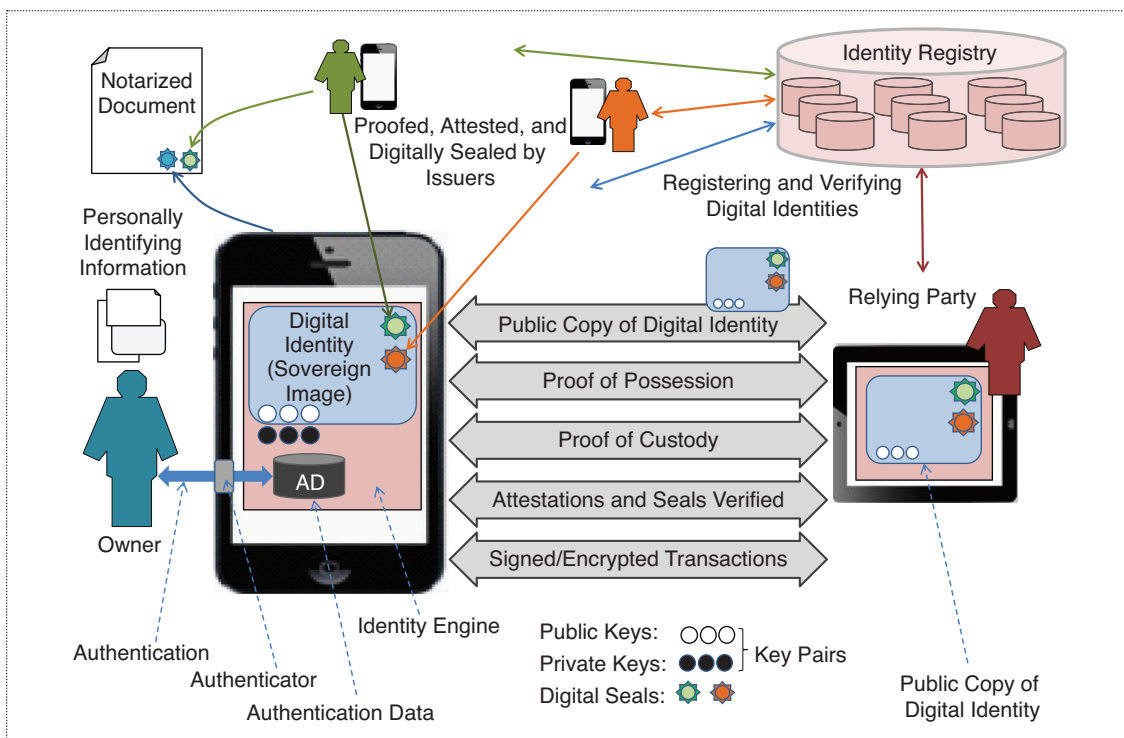 Notarized
Document
Proofed, Attested, and
Digitally Sealed by
Issuers
Identity Registry
Registering and Verifying
Digital Identities
Personally
Identifying
Information
Relying Party
Digital
Identity
(Sovereign
Image)
AD
Public Copy of Digital Identity
Proof of Possession
Proof of Custody
Attestations and Seals Verified
Signed/Encrypted Transactions
Owner
Authentication
Authenticator
Authentication Data
Identity Engine
Public Keys:
Private Keys:
Key Pairs
Digital Seals:
Public Copy of
Digital Identity